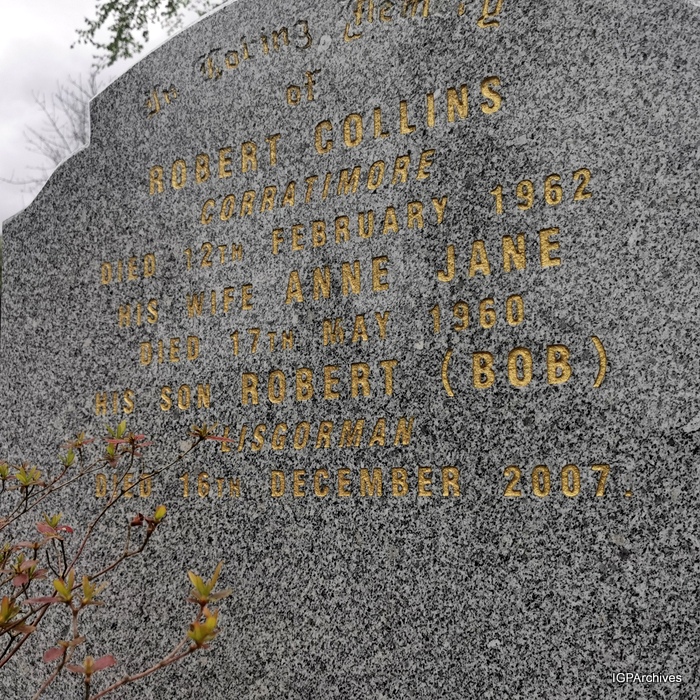 In Loving Memory
of
ROBERT COLLINS
CORRATIMORE
DIED 12TH FEBRUARY 1962
HIS WIFE ANNE JANE
DIED 17TH MAY 1960
HIS SON ROBERT (BOB)
LISGORMAN
DIED 16TH DECEMBER 2007.
IGPArchives